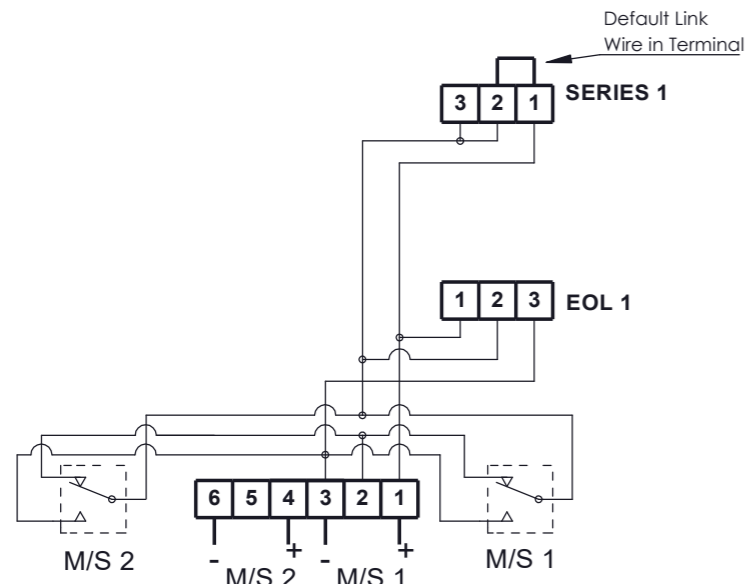 Default Link
Wire in Terminal
3 2 1 SERIES 1
1 2 3 EOL 1
6 5 4 3 2 1
- + - +
M/S 2 M/S 2 M/S 1 M/S 1